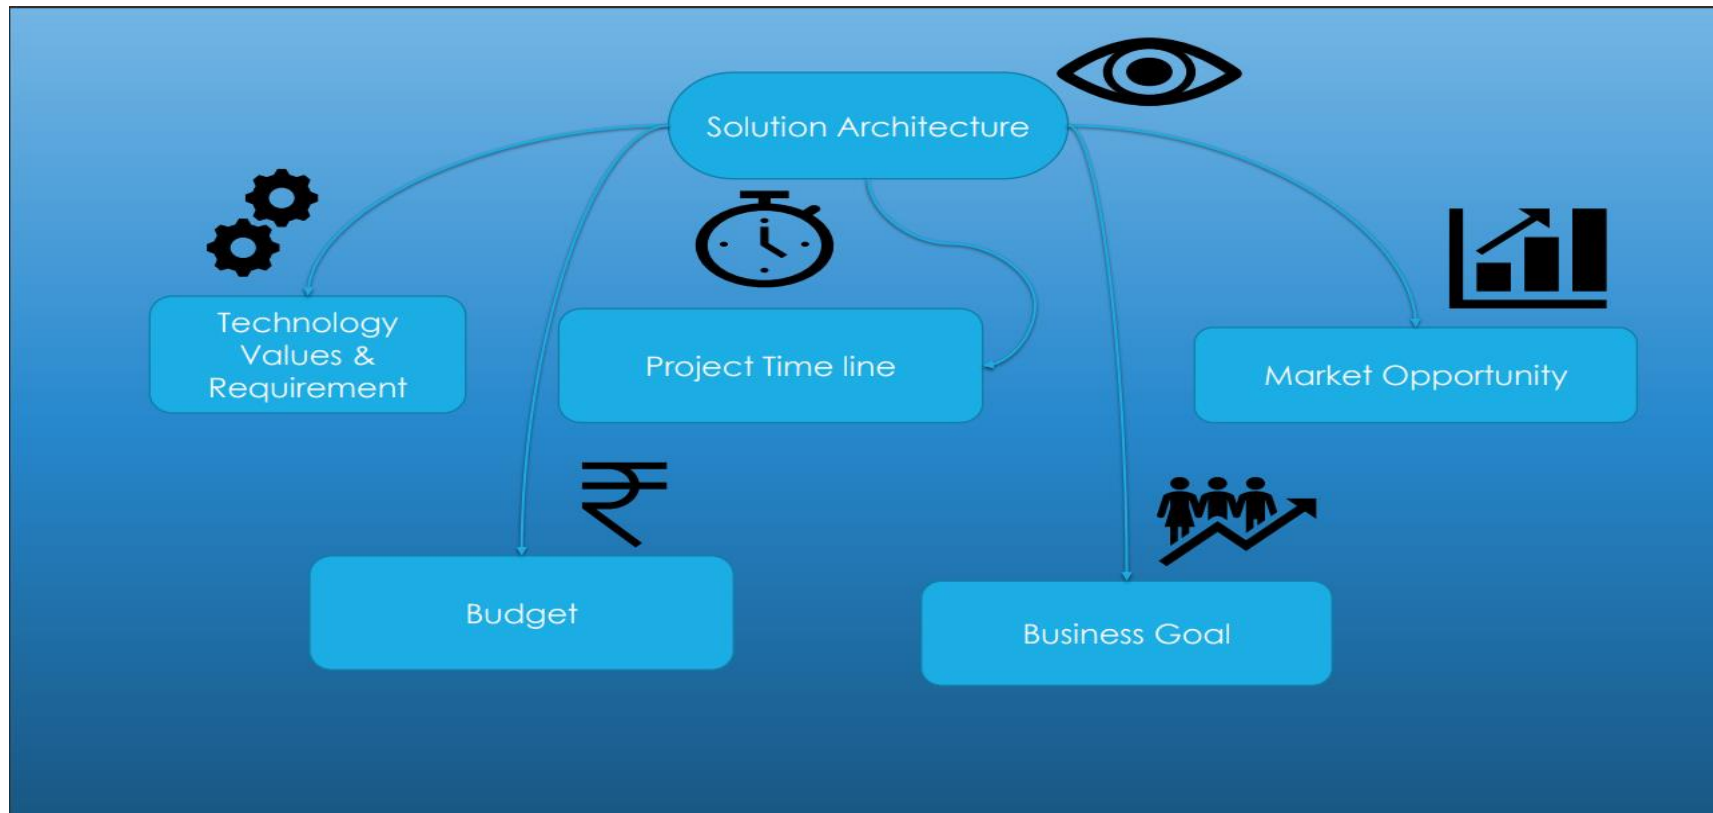 Solution Architecture
Technology
Values &
Requirement
Project Time line
Market Opportunity
Budget
Business Goal